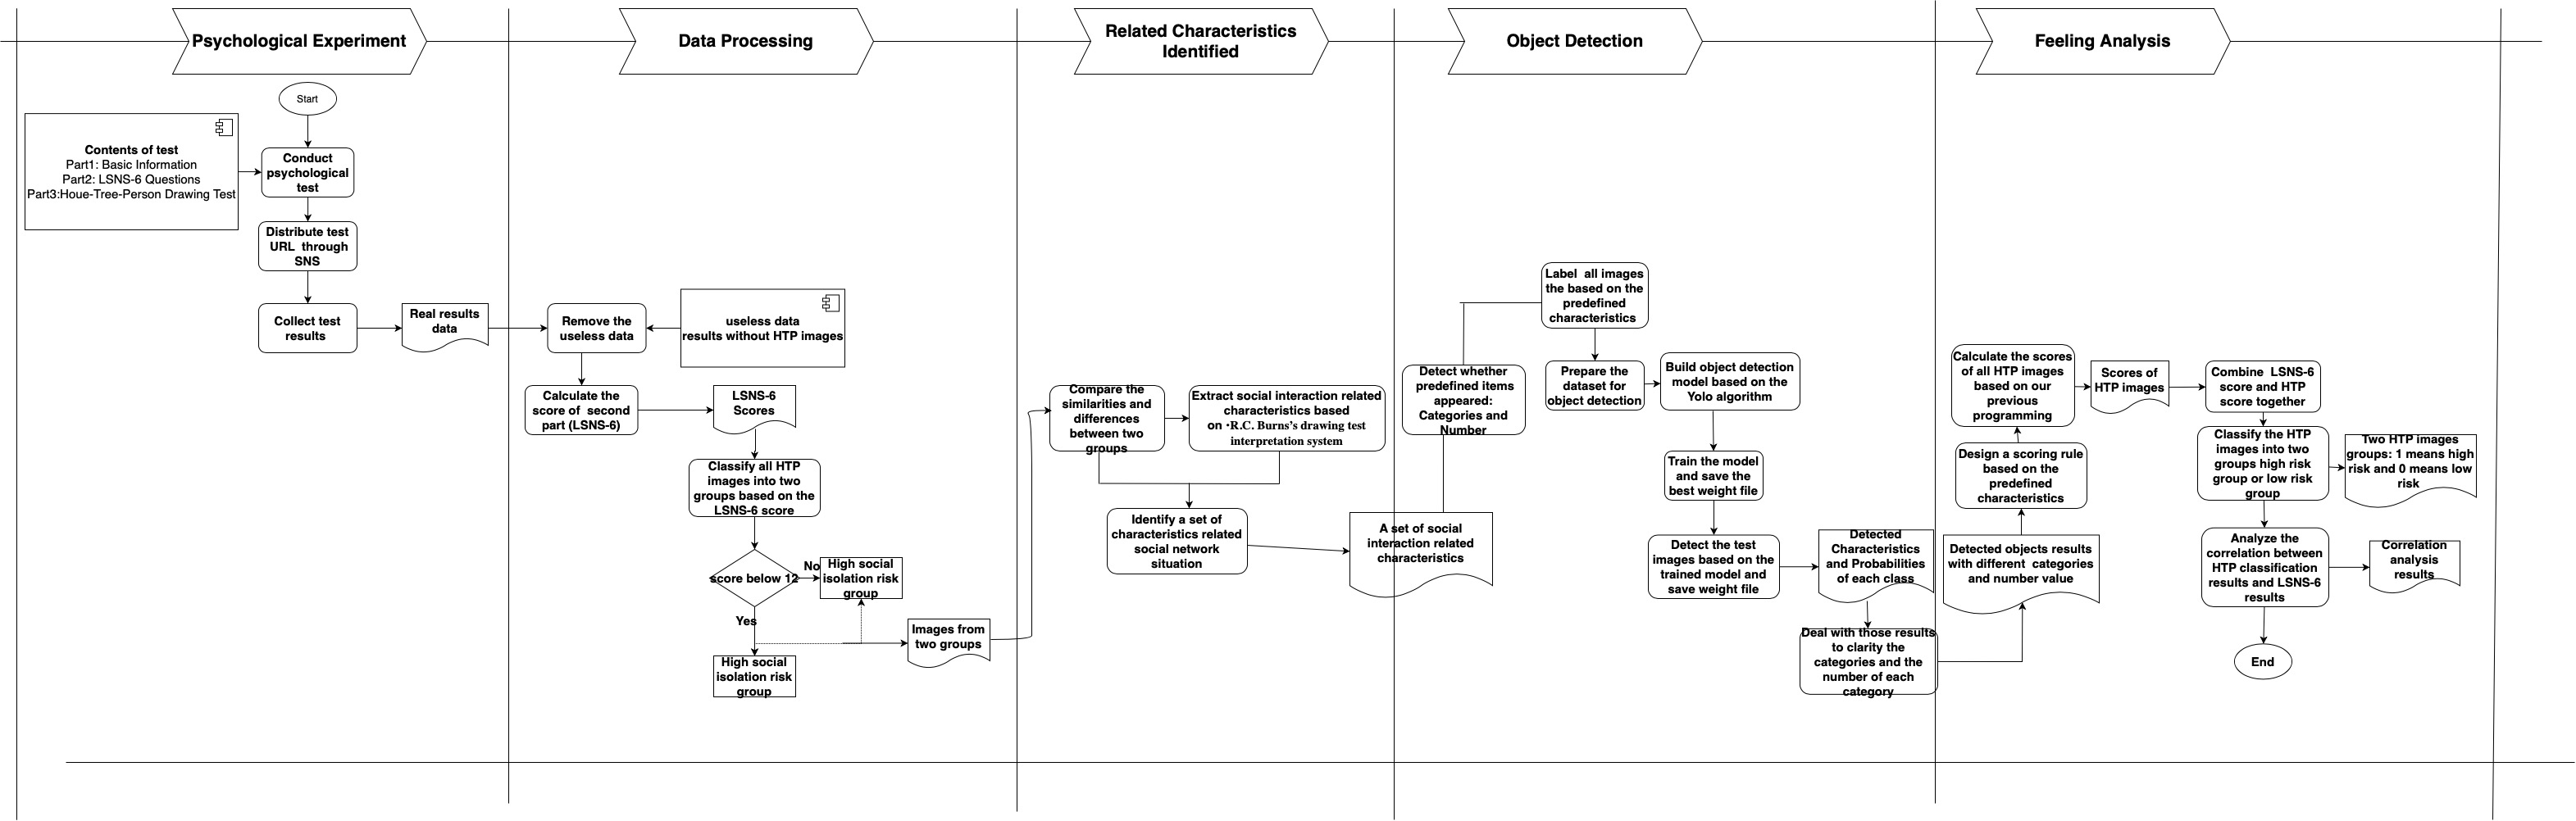 Psychological Experiment
Data Processing
Related Characteristics
Identified
Object Detection
Feeling Analysis
Start
Contents of test
Part1: Basic Information
Part2: LSNS-6 Questions
Part3:Houe-Tree-Person Drawing Test
Conduct
psychological
test
Distribute test
URL through
SNS
Collect test
results
Real results
data
Remove the
useless data
useless data
results without HTP images
Calculate the
score of second
part (LSNS-6)
LSNS-6
Scores
Classify all HTP
images into two
groups based on the
LSNS-6 score
score below 12
No
High social
isolation risk
group
Yes
High social
isolation risk
group
Images from
two groups
Compare the
similarities and
differences
between two
groups
Extract social interaction related
characteristics based
on ·R.C. Burns's drawing test
interpretation system
Identify a set of
characteristics related
social network
situation
A set of social
interaction related
characteristics
Detect whether
predefined items
appeared:
Categories and
Number
Label all images
the based on the
predefined
characteristics
Prepare the
dataset for
object detection
Build object detection
model based on the
Yolo algorithm
Train the model
and save the
best weight file
Detect the test
images based on the
trained model and
save weight file
Detected
Characteristics
and Probabilities
of each class
Deal with those results
to clarity the
categories and the
number of each
category
Detected objects results
with different categories
and number value
Design a scoring rule
based on the
predefined
characteristics
Calculate the scores
of all HTP images
based on our
previous
programming
Scores of
HTP images
Combine LSNS-6
score and HTP
score together
Classify the HTP
images into two
groups high risk
group or low risk
group
Two HTP images
groups: 1 means high
risk and 0 means low
risk
Analyze the
correlation between
HTP classification
results and LSNS-6
results
Correlation
analysis
results
End